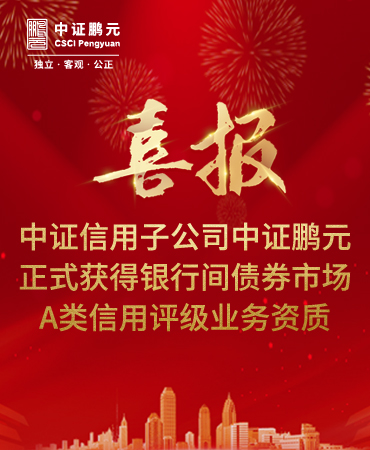 中证鹏元
CSCI Pengyuan
独立·客观·公正
喜报
中证信用子公司中证鹏元
正式获得银行间债券市场
A类信用评级业务资质